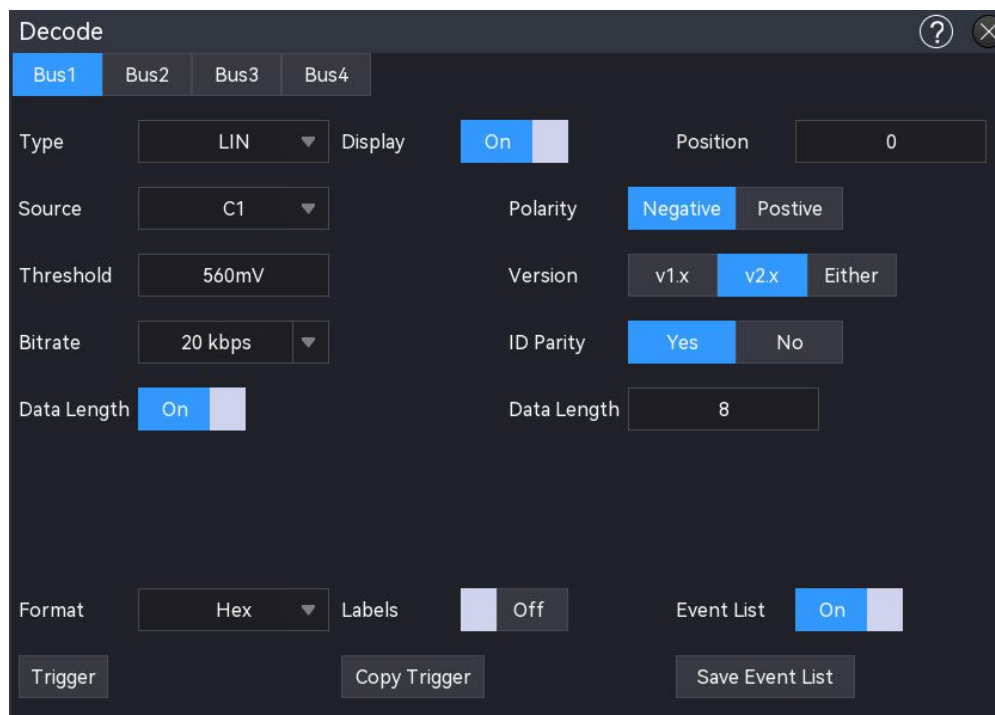 Decode
Bus1 Bus2 Bus3 Bus4
Type LIN Display On Position 0
Source C1 Polarity Negative Postive
Threshold 560mV Version v1.x v2.x Either
Bitrate 20 kbps ID Parity Yes No
Data Length On Data Length 8
Format Hex Labels Off Event List On
Trigger Copy Trigger Save Event List